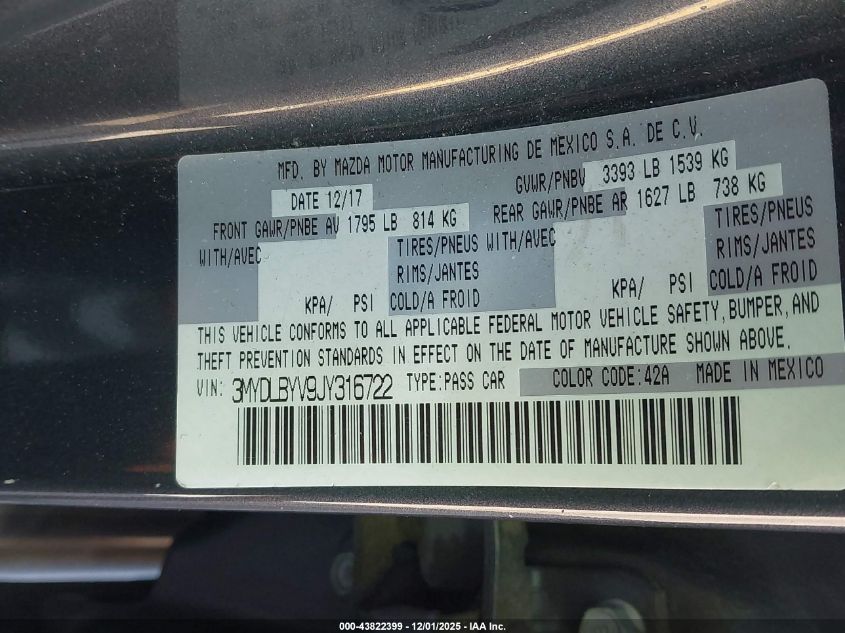 MFD. BY MAZDA MOTOR MANUFACTURING DE MEXICO S.A. DE C.V.
DATE 12/17 GVWR/PNBV 3393 LB 1539 KG
FRONT GAWR/PNBE AV 1795 LB 814 KG REAR GAWR/PNBE AR 1627 LB 738 KG
WITH/AVEC TIRES/PNEUS WITH/AVEC TIRES/PNEUS
RIMS/JANTES RIMS/JANTES
KPA/ PSI COLD/A FROID KPA/ PSI COLD/A FROID
THIS VEHICLE CONFORMS TO ALL APPLICABLE FEDERAL MOTOR VEHICLE SAFETY, BUMPER, AND
THEFT PREVENTION STANDARDS IN EFFECT ON THE DATE OF MANUFACTURE SHOWN ABOVE.
VIN: 3MYDLBYV9JY316722 TYPE:PASS CAR COLOR CODE:42A MADE IN MEXICO
000-43822399 - 12/01/2025 - IAA Inc.